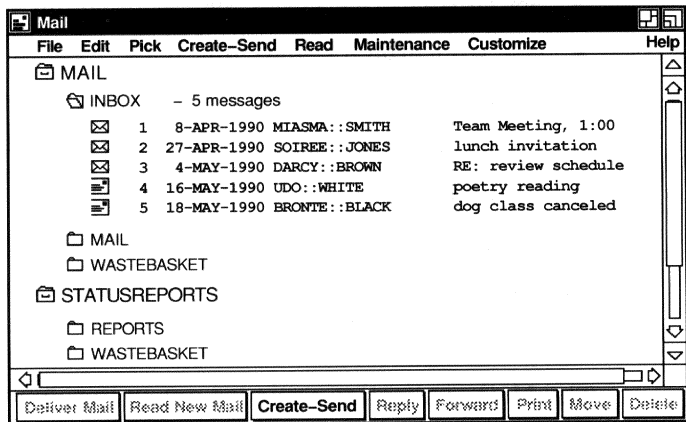 Mail
File Edit Pick Create–Send Read Maintenance Customize Help
MAIL
INBOX – 5 messages
1 8-APR-1990 MIASMA::SMITH Team Meeting, 1:00
2 27-APR-1990 SOIREE::JONES lunch invitation
3 4-MAY-1990 DARCY::BROWN RE: review schedule
4 16-MAY-1990 UDO::WHITE poetry reading
5 18-MAY-1990 BRONTE::BLACK dog class canceled
MAIL
WASTEBASKET
STATUSREPORTS
REPORTS
WASTEBASKET
Deliver Mail Read New Mail Create–Send Reply Forward Print Move Delete